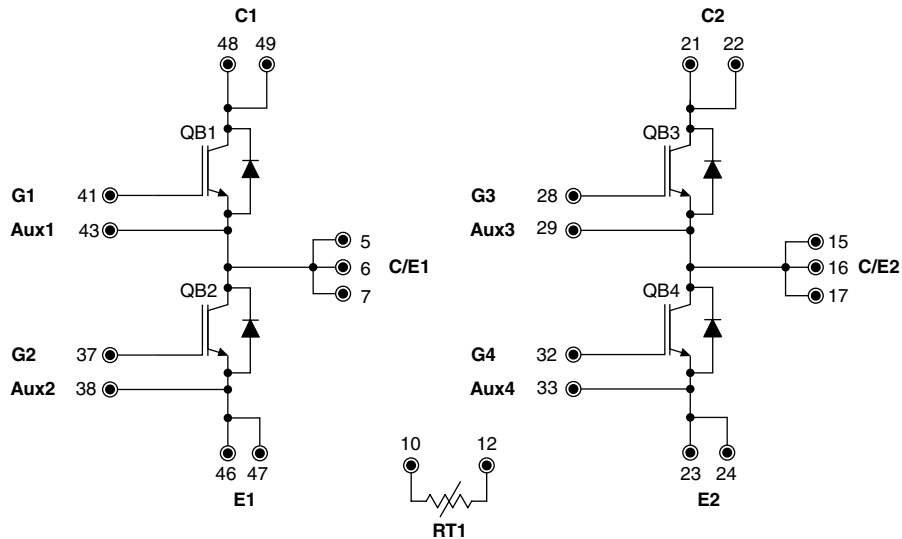 C1 C2
48 49 21 22
QB1 QB3
G1 41 G3 28
Aux1 43 Aux3 29
5 15
6 C/E1 16 C/E2
7 17
QB2 QB4
G2 37 G4 32
Aux2 38 Aux4 33
10 12
46 47 23 24
E1 E2
RT1